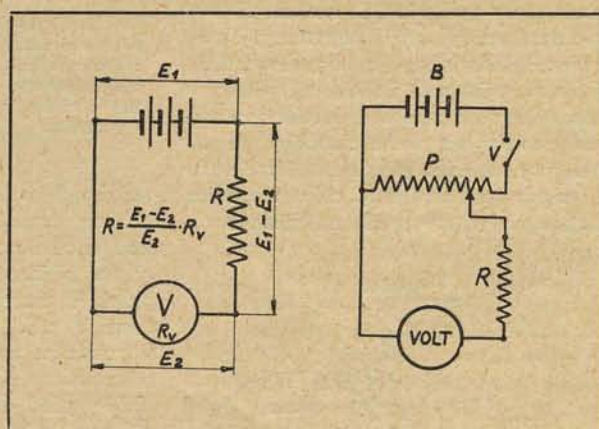 E₁
R
E₁-E₂
R=(E₁-E₂)/E₂·Rᵥ
V
Rᵥ
E₂
B
V
P
R
VOLT